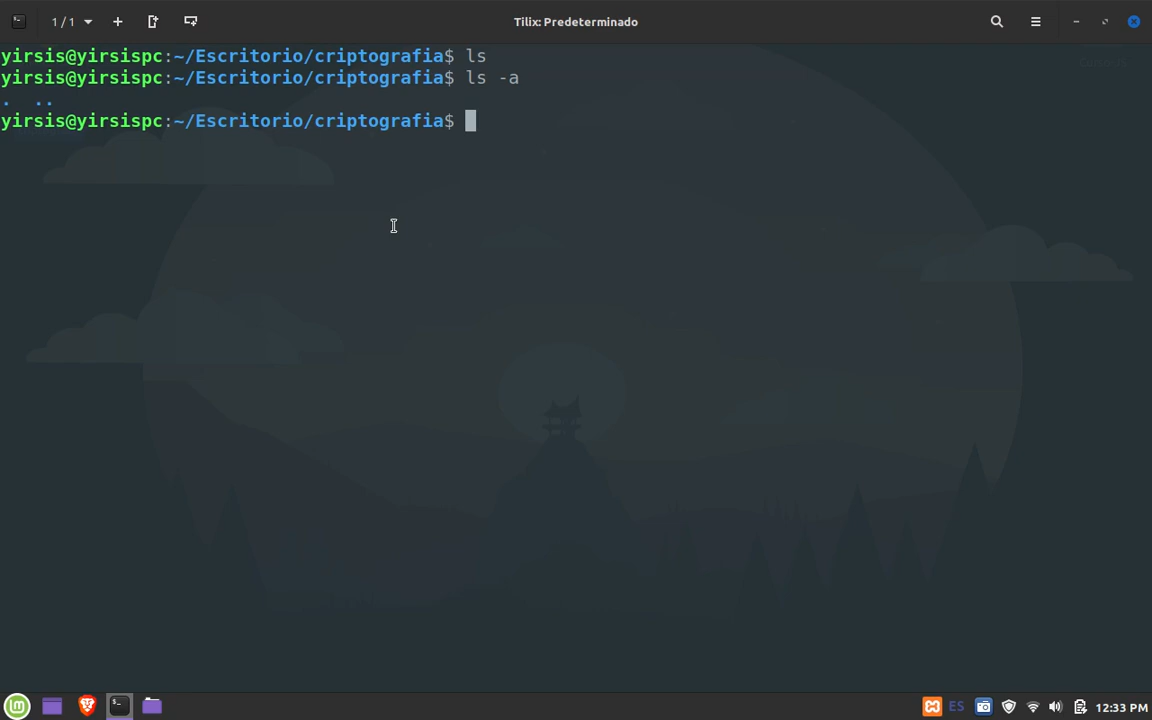 1 / 1
Tilix: Predeterminado
yirsis@yirsispc:~/Escritorio/criptografia$ ls
yirsis@yirsispc:~/Escritorio/criptografia$ ls -a
.  ..
yirsis@yirsispc:~/Escritorio/criptografia$
ES
12:33 PM